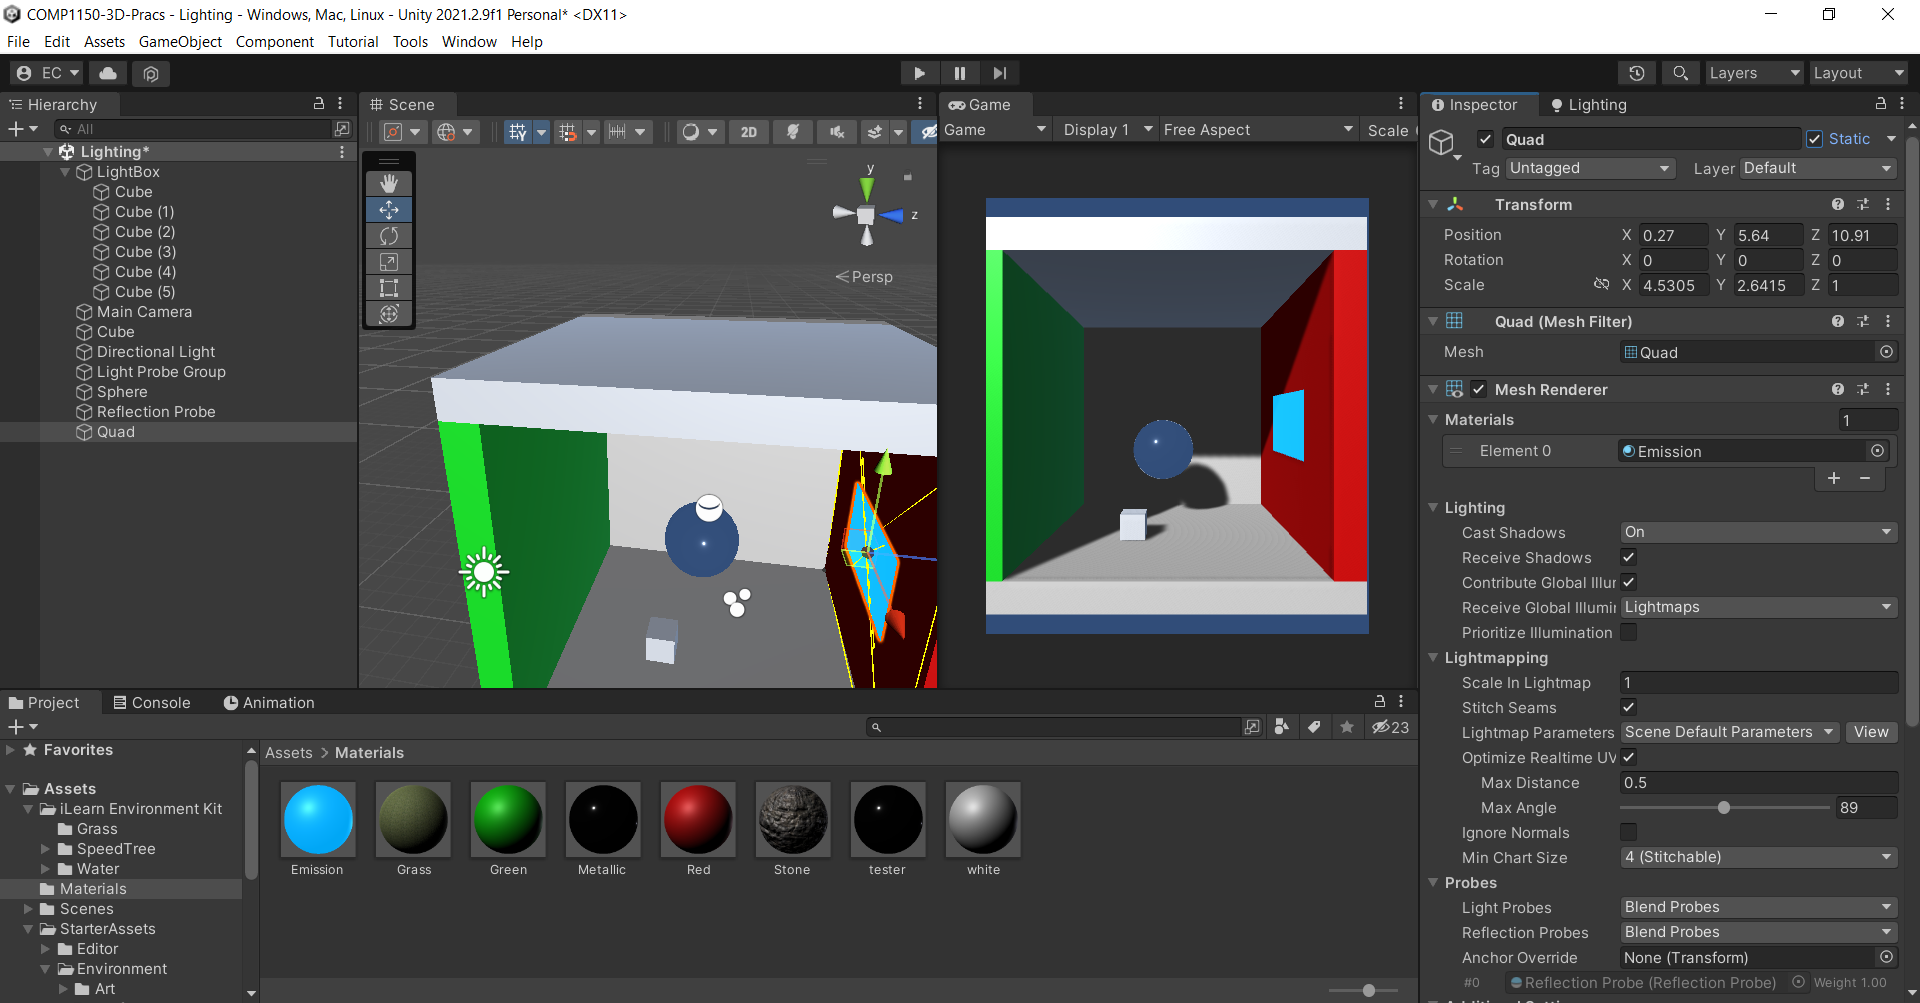 COMP1150-3D-Pracs - Lighting - Windows, Mac, Linux - Unity 2021.2.9f1 Personal* <DX11>
File Edit Assets GameObject Component Tutorial Tools Window Help
EC Layers Layout
Hierarchy
All
Lighting*
LightBox
Cube
Cube (1)
Cube (2)
Cube (3)
Cube (4)
Cube (5)
Main Camera
Cube
Directional Light
Light Probe Group
Sphere
Reflection Probe
Quad
Scene
2D
y
z
Persp
Game
Game Display 1 Free Aspect Scale
Inspector Lighting
Quad Static
Tag Untagged Layer Default
Transform
Position X 0.27 Y 5.64 Z 10.91
Rotation X 0 Y 0 Z 0
Scale X 4.5305 Y 2.6415 Z 1
Quad (Mesh Filter)
Mesh Quad
Mesh Renderer
Materials 1
Element 0 Emission
Lighting
Cast Shadows On
Receive Shadows
Contribute Global Illur
Receive Global Illumii Lightmaps
Prioritize Illumination
Lightmapping
Scale In Lightmap 1
Stitch Seams
Lightmap Parameters Scene Default Parameters View
Optimize Realtime UV
Max Distance 0.5
Max Angle 89
Ignore Normals
Min Chart Size 4 (Stitchable)
Probes
Light Probes Blend Probes
Reflection Probes Blend Probes
Anchor Override None (Transform)
#0 Reflection Probe (Reflection Probe) Weight 1.00
Project Console Animation
23
Favorites
Assets
iLearn Environment Kit
Grass
SpeedTree
Water
Materials
Scenes
StarterAssets
Editor
Environment
Art
Assets > Materials
Emission Grass Green Metallic Red Stone tester white